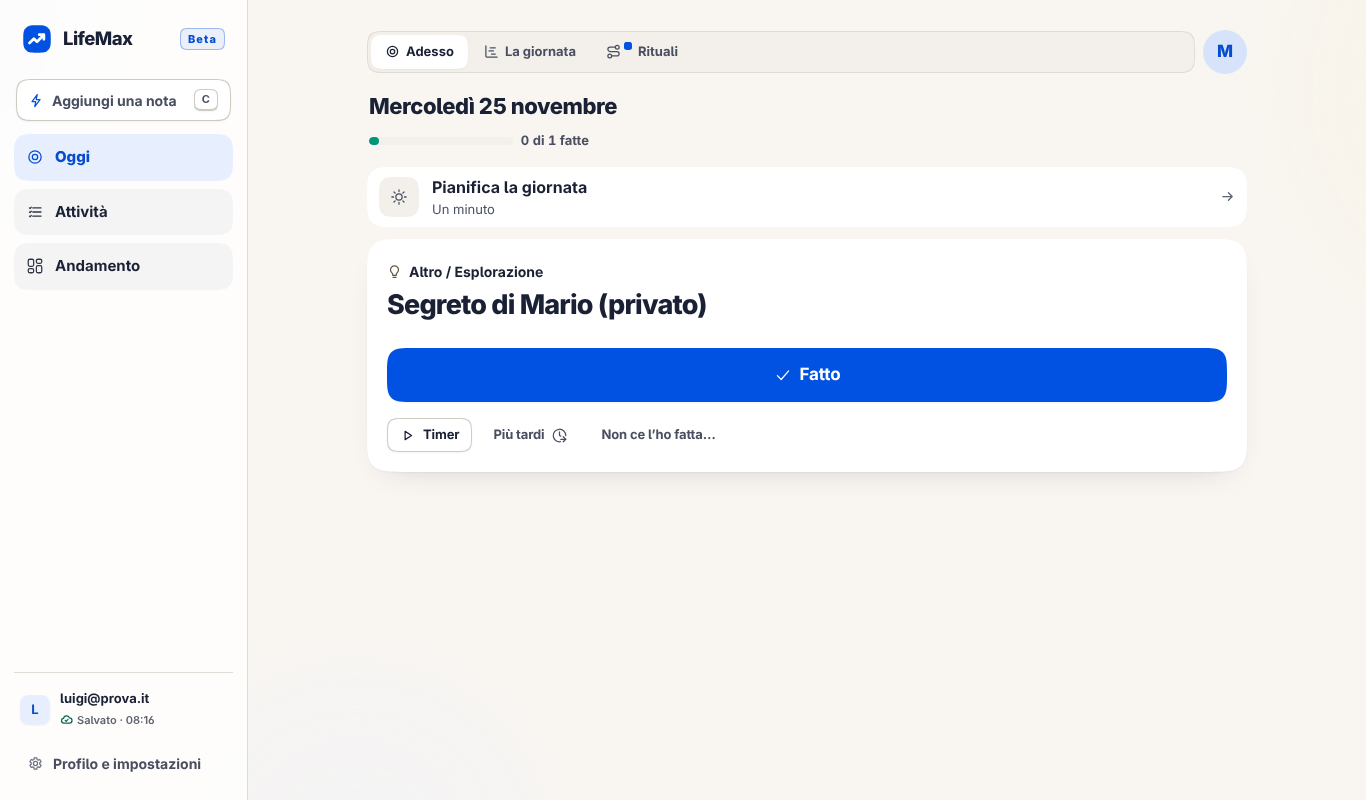 LifeMax
Beta
Aggiungi una nota
C
Oggi
Attività
Andamento
luigi@prova.it
L
Salvato · 08:16
Profilo e impostazioni
Adesso
La giornata
Rituali
M
Mercoledì 25 novembre
0 di 1 fatte
Pianifica la giornata
Un minuto
Altro / Esplorazione
Segreto di Mario (privato)
Fatto
Timer
Più tardi
Non ce l’ho fatta…